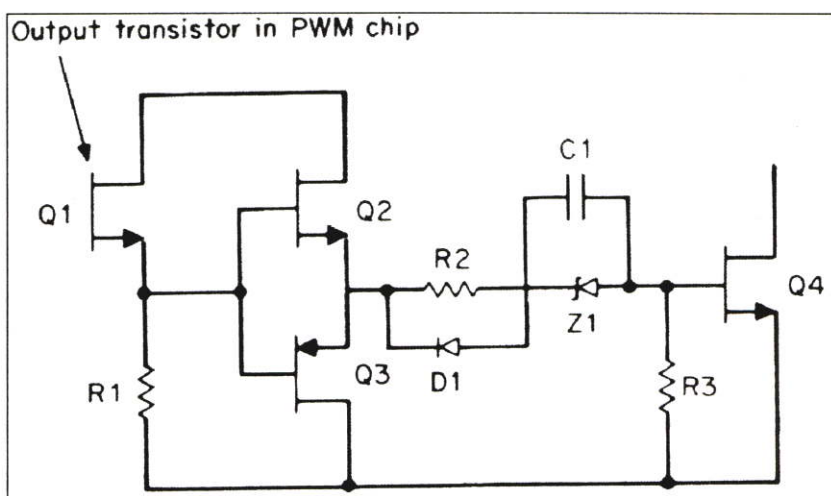 Output transistor in PWM chip
C1
Q1
Q2
R2
Q4
Z1
Q3
D1
R1
R3